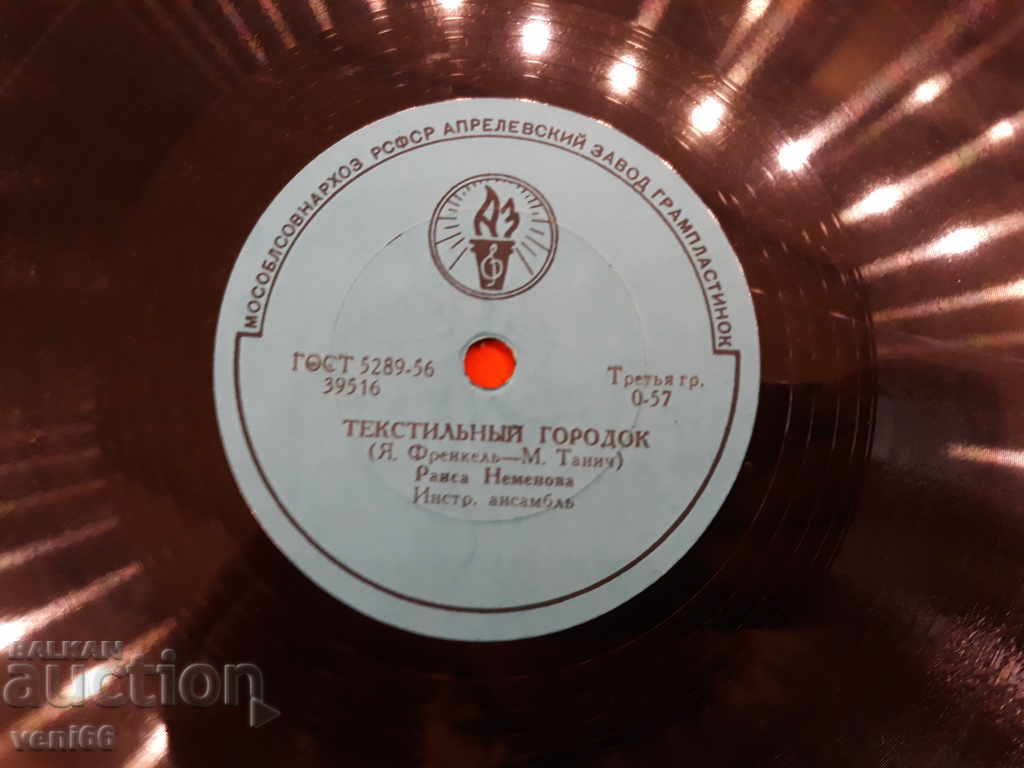 МОСОБЛСОВНАРХОЗ РСФСР АПРЕЛЕВСКИЙ ЗАВОД ГРАМПЛАСТИНОК
АЗ
ГОСТ 5289-56
39516
Третья гр.
0-57
ТЕКСТИЛЬНЫЙ ГОРОДОК
(Я. Френкель—М. Танич)
Раиса Неменова
Инстр. ансамбль
BALKAN
auction
veni66